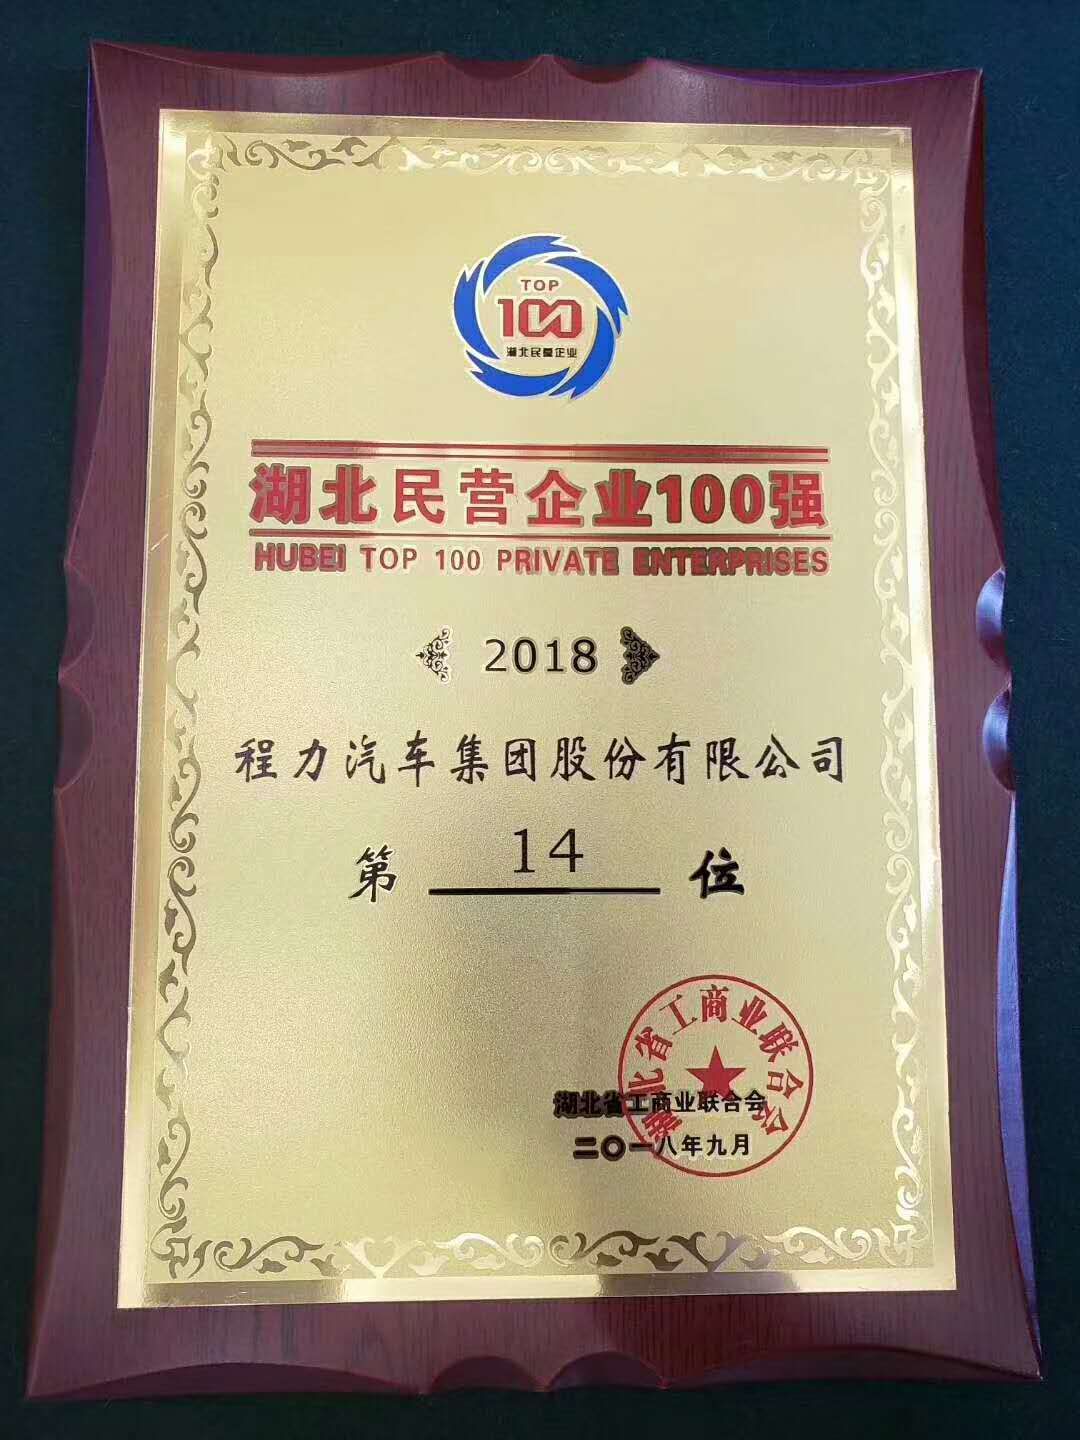 TOP
100
湖北民营企业
湖北民营企业100强
HUBEI TOP 100 PRIVATE ENTERPRISES
2018
程力汽车集团股份有限公司
第 14 位
湖北省工商业联合会
湖北省工商业联合会
二〇一八年九月